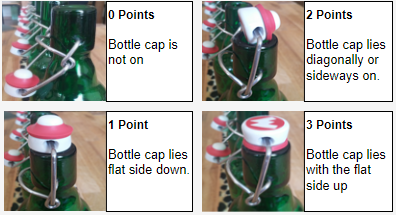 0 Points
Bottle cap is
not on
2 Points
Bottle cap lies
diagonally or
sideways on.
1 Point
Bottle cap lies
flat side down.
3 Points
Bottle cap lies
with the flat
side up